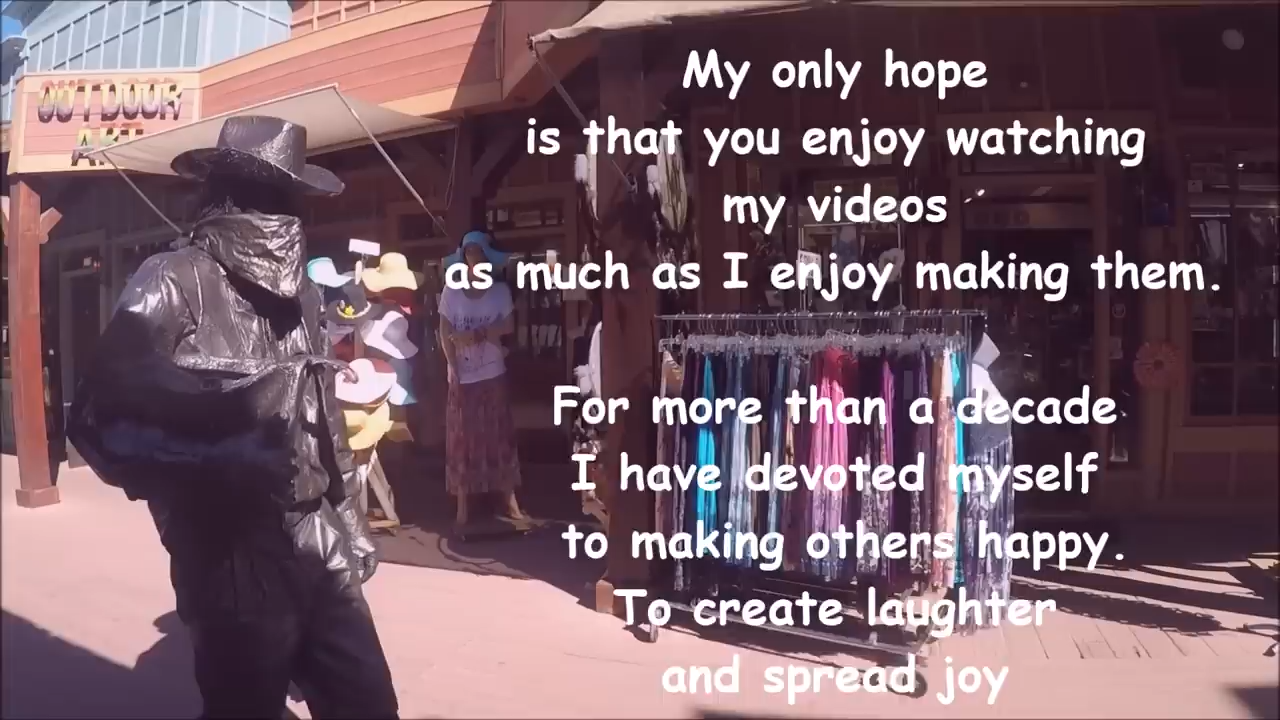 OUTDOOR
ART
My only hope
is that you enjoy watching
my videos
as much as I enjoy making them.
For more than a decade
I have devoted myself
to making others happy.
To create laughter
and spread joy